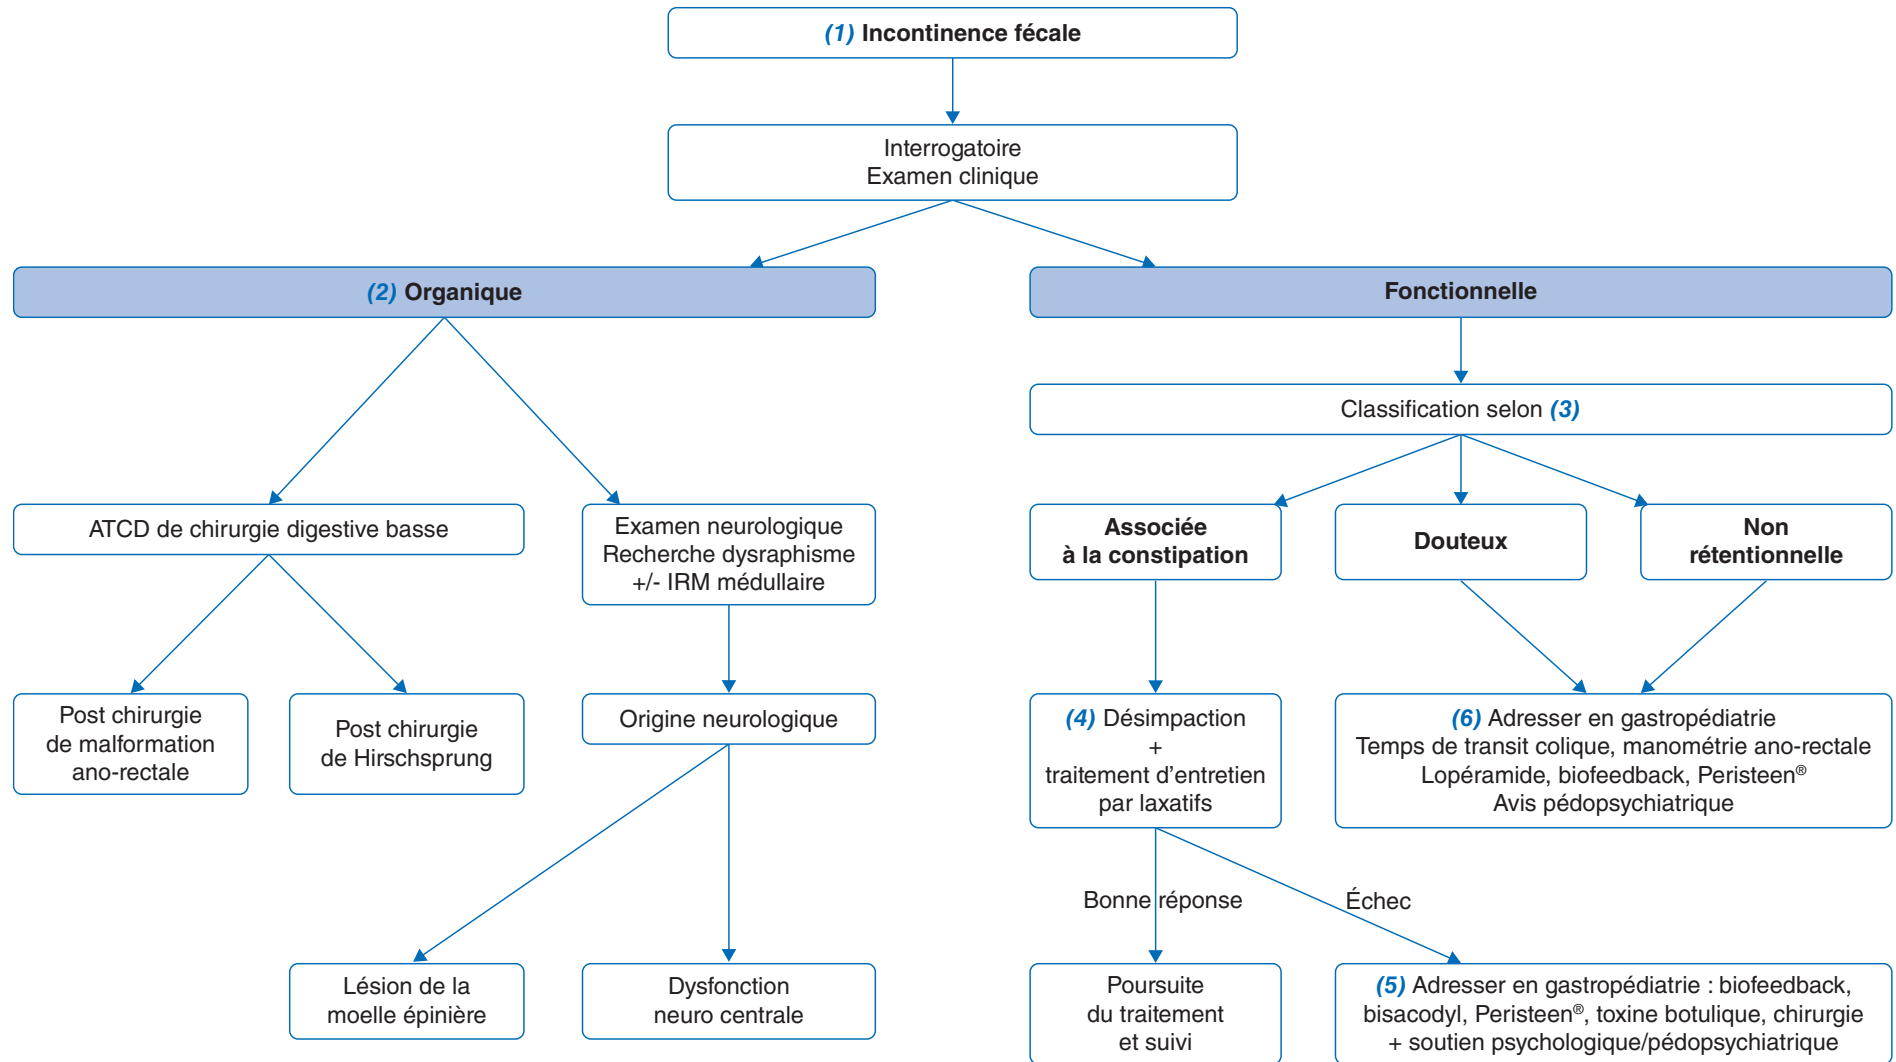 (1) Incontinence fécale
Interrogatoire
Examen clinique
(2) Organique
Fonctionnelle
Classification selon (3)
ATCD de chirurgie digestive basse
Examen neurologique
Recherche dysraphisme
+/- IRM médullaire
Associée
à la constipation
Douteux
Non
rétentionnelle
Post chirurgie
de malformation
ano-rectale
Post chirurgie
de Hirschsprung
Origine neurologique
(4) Désimpaction
+
traitement d’entretien
par laxatifs
(6) Adresser en gastropédiatrie
Temps de transit colique, manométrie ano-rectale
Lopéramide, biofeedback, Peristeen®
Avis pédopsychiatrique
Bonne réponse
Échec
Lésion de la
moelle épinière
Dysfonction
neuro centrale
Poursuite
du traitement
et suivi
(5) Adresser en gastropédiatrie : biofeedback,
bisacodyl, Peristeen®, toxine botulique, chirurgie
+ soutien psychologique/pédopsychiatrique